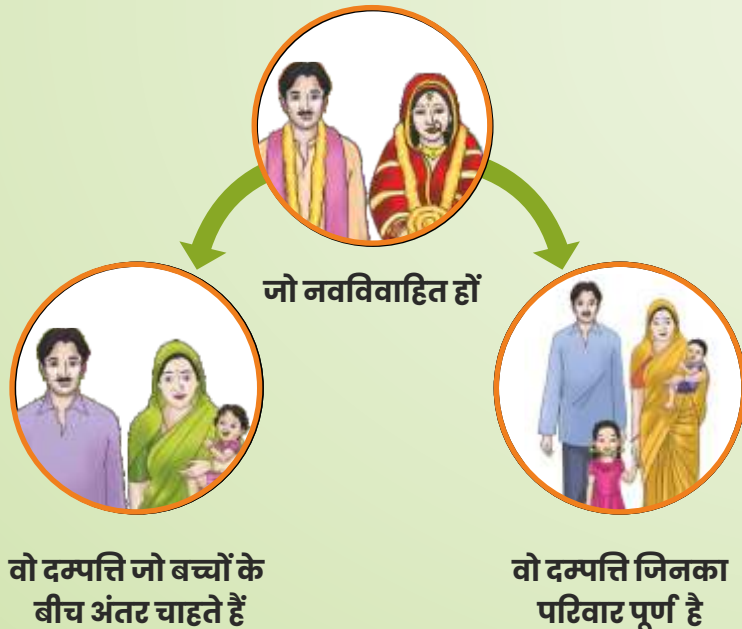 जो नवविवाहित हों
वो दम्पत्ति जो बच्चों के
बीच अंतर चाहते हैं
वो दम्पत्ति जिनका
परिवार पूर्ण है